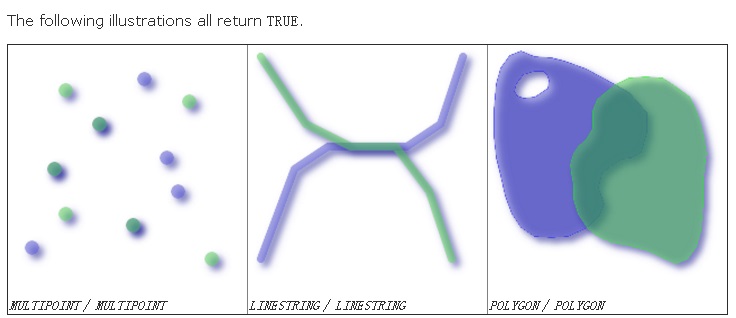 The following illustrations all return TRUE.
MULTIPOINT / MULTIPOINT
LINESTRING / LINESTRING
POLYGON / POLYGON